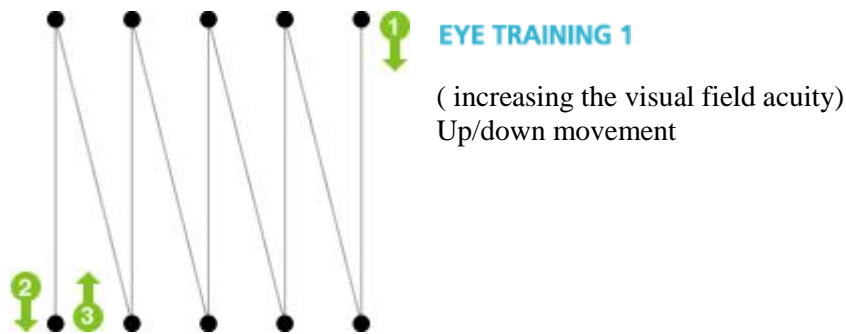 1
EYE TRAINING 1
( increasing the visual field acuity)
Up/down movement
2
3